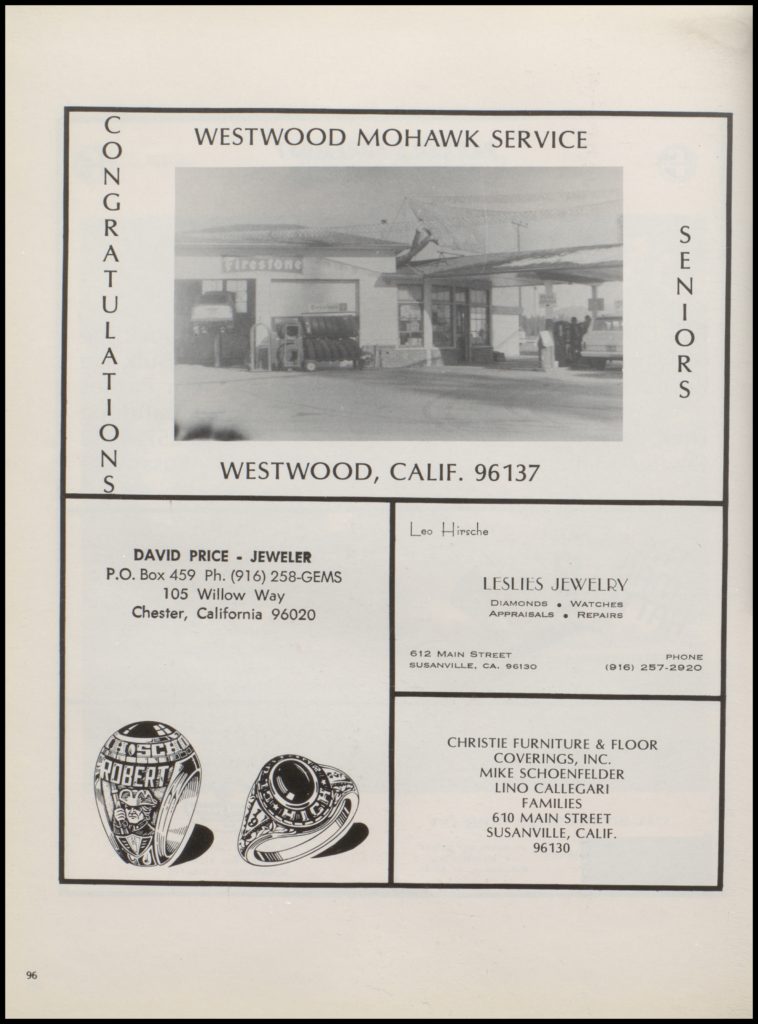 CONGRATULATIONS
WESTWOOD MOHAWK SERVICE
Firestone
SENIORS
WESTWOOD, CALIF. 96137
DAVID PRICE - JEWELER
P.O. Box 459 Ph. (916) 258-GEMS
105 Willow Way
Chester, California 96020
ROBERT
Leo Hirsche
LESLIES JEWELRY
DIAMONDS • WATCHES
APPRAISALS • REPAIRS
612 MAIN STREET
SUSANVILLE, CA. 96130
PHONE
(916) 257-2920
CHRISTIE FURNITURE & FLOOR
COVERINGS, INC.
MIKE SCHOENFELDER
LINO CALLEGARI
FAMILIES
610 MAIN STREET
SUSANVILLE, CALIF.
96130
96